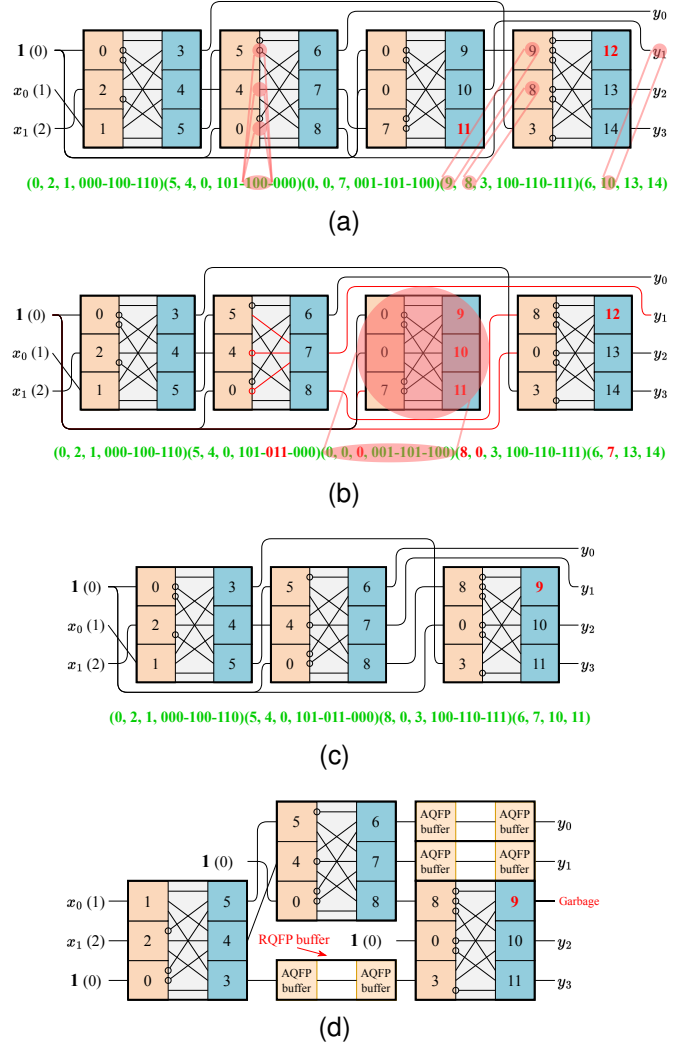 0 3 5 6 0 9 9 12 y0
1 (0) y1
2 4 4 7 0 10 8 13
x0 (1) y2
1 5 0 8 7 11 3 14
x1 (2) y3
(0, 2, 1, 000-100-110)(5, 4, 0, 101-100-000)(0, 0, 7, 001-101-100)(9, 8, 3, 100-110-111)(6, 10, 13, 14)
(a)
y0
1 (0) 0 3 5 6 0 9 8 12 y1
x0 (1) 2 4 4 7 0 10 0 13 y2
x1 (2) 1 5 0 8 7 11 3 14 y3
(0, 2, 1, 000-100-110)(5, 4, 0, 101-011-000)(0, 0, 0, 001-101-100)(8, 0, 3, 100-110-111)(6, 7, 13, 14)
(b)
y0
1 (0) 0 3 5 6 8 9 y1
x0 (1) 2 4 4 7 0 10 y2
x1 (2) 1 5 0 8 3 11 y3
(0, 2, 1, 000-100-110)(5, 4, 0, 101-011-000)(8, 0, 3, 100-110-111)(6, 7, 10, 11)
(c)
5 6 AQFP buffer AQFP buffer y0
1 (0) 4 7 AQFP buffer AQFP buffer y1
x0 (1) 1 5 0 8 8 9 Garbage
x1 (2) 2 4 RQFP buffer 1 (0) 0 10 y2
1 (0) 0 3 AQFP buffer AQFP buffer 3 11 y3
(d)